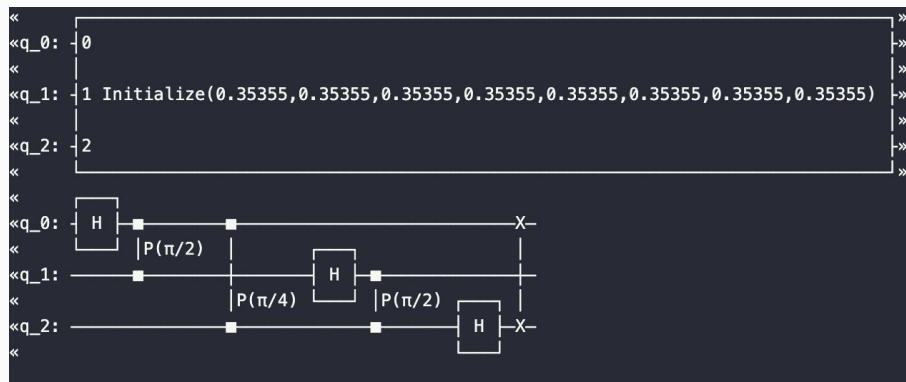 «
«q_0: 0 »
« »
«q_1: 1 Initialize(0.35355,0.35355,0.35355,0.35355,0.35355,0.35355,0.35355,0.35355) »
« »
«q_2: 2 »
« »
«
«q_0: H X
« P(π/2)
«q_1: H
« P(π/4) P(π/2)
«q_2: H X
«